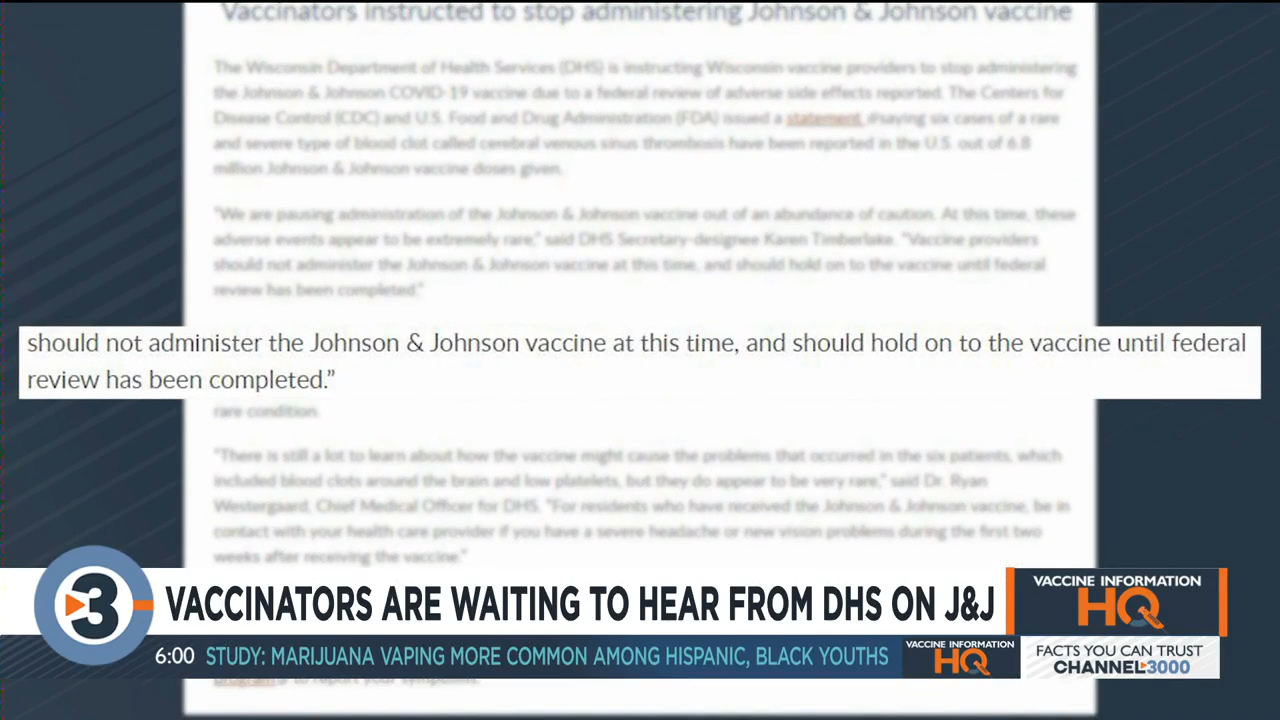 Vaccinators instructed to stop administering Johnson & Johnson vaccine
The Wisconsin Department of Health Services (DHS) is instructing Wisconsin vaccine providers to stop administering
the Johnson & Johnson COVID-19 vaccine due to a federal review of adverse side effects reported. The Centers for
Disease Control (CDC) and U.S. Food and Drug Administration (FDA) issued a statement saying six cases of a rare
and severe type of blood clot called cerebral venous sinus thrombosis have been reported in the U.S. out of 6.8
million Johnson & Johnson vaccine doses given.
"We are pausing administration of the Johnson & Johnson vaccine out of an abundance of caution. At this time, these
adverse events appear to be extremely rare," said DHS Secretary-designee Karen Timberlake. "Vaccine providers
should not administer the Johnson & Johnson vaccine at this time, and should hold on to the vaccine until federal
review has been completed."
should not administer the Johnson & Johnson vaccine at this time, and should hold on to the vaccine until federal
review has been completed.”
rare condition.
"There is still a lot to learn about how the vaccine might cause the problems that occurred in the six patients, which
included blood clots around the brain and low platelets, but they do appear to be very rare," said Dr. Ryan
Westergaard, Chief Medical Officer for DHS. "For residents who have received the Johnson & Johnson vaccine, be in
contact with your health care provider if you have a severe headache or new vision problems during the first two
weeks after receiving the vaccine."
3
VACCINATORS ARE WAITING TO HEAR FROM DHS ON J&J
VACCINE INFORMATION
HQ
6:00 STUDY: MARIJUANA VAPING MORE COMMON AMONG HISPANIC, BLACK YOUTHS
VACCINE INFORMATION
HQ
FACTS YOU CAN TRUST
CHANNEL3000
program to report your symptoms.